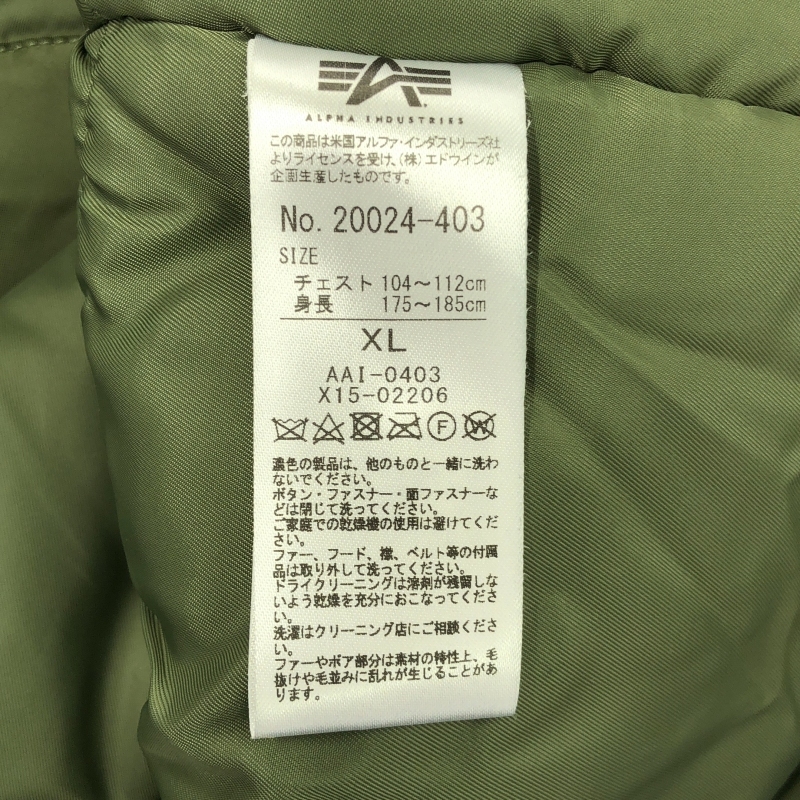 ALPHA INDUSTRIES
この商品は米国アルファ・インダストリーズ社
よりライセンスを受け、(株)エドウインが
企画生産したものです。
No. 20024-403
SIZE
チェスト 104~112cm
身長 175~185cm
XL
AAI-0403
X15-02206
F W
濃色の製品は、他のものと一緒に洗わ
ないでください。
ボタン・ファスナー・面ファスナーな
どは閉じて洗ってください。
ご家庭での乾燥機の使用は避けてくだ
さい。
ファー、フード、襟、ベルト等の付属
品は取り外して洗ってください。
ドライクリーニングは溶剤が残留しな
いよう乾燥を充分におこなってくださ
い。
洗濯はクリーニング店にご相談くださ
い。
ファーやボア部分は素材の特性上、毛
抜けや毛並みに乱れが生じることがあ
ります。